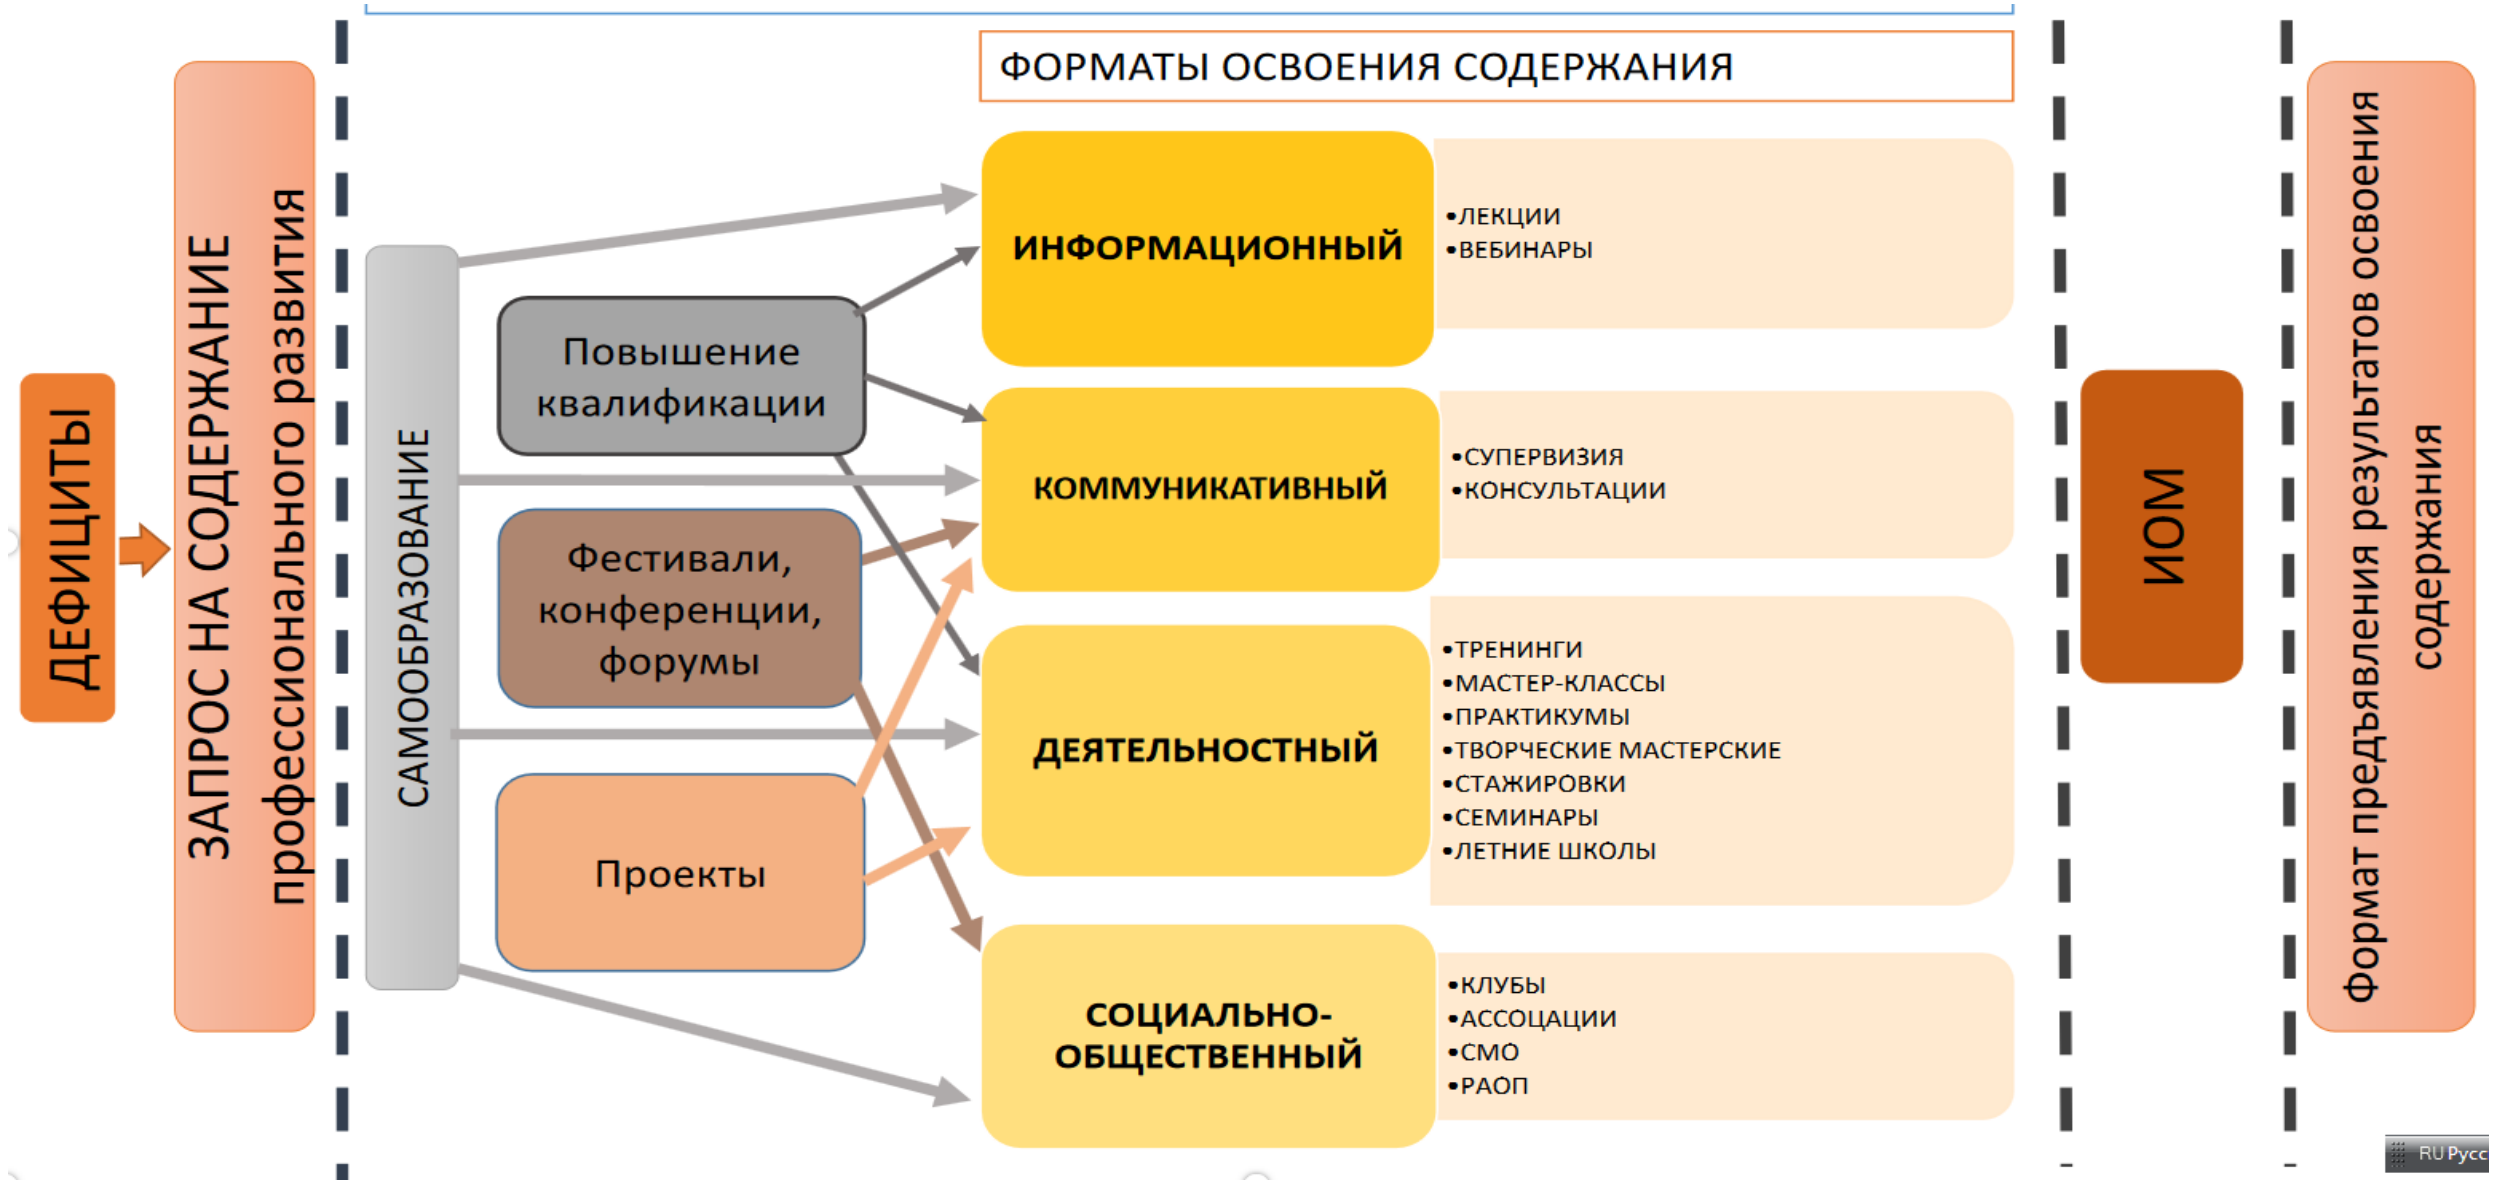 ДЕФИЦИТЫ
ЗАПРОС НА СОДЕРЖАНИЕ
профессионального развития
САМООБРАЗОВАНИЕ
Повышение
квалификации
Фестивали,
конференции,
форумы
Проекты
ФОРМАТЫ ОСВОЕНИЯ СОДЕРЖАНИЯ
ИНФОРМАЦИОННЫЙ
•ЛЕКЦИИ
•ВЕБИНАРЫ
КОММУНИКАТИВНЫЙ
•СУПЕРВИЗИЯ
•КОНСУЛЬТАЦИИ
ДЕЯТЕЛЬНОСТНЫЙ
•ТРЕНИНГИ
•МАСТЕР-КЛАССЫ
•ПРАКТИКУМЫ
•ТВОРЧЕСКИЕ МАСТЕРСКИЕ
•СТАЖИРОВКИ
•СЕМИНАРЫ
•ЛЕТНИЕ ШКОЛЫ
СОЦИАЛЬНО-
ОБЩЕСТВЕННЫЙ
•КЛУБЫ
•АССОЦАЦИИ
•СМО
•РАОП
ИОМ
Формат предъявления результатов освоения
содержания
RU Русс